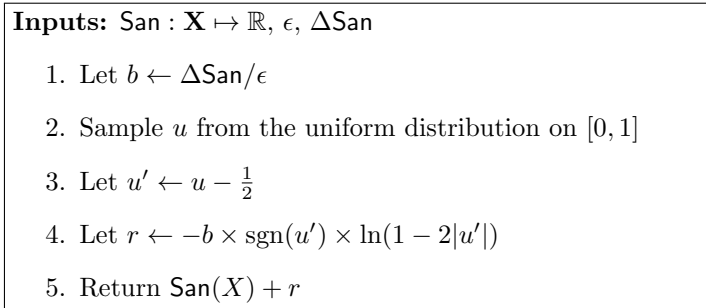 Inputs: San : X ↦ ℝ, ϵ, ΔSan
1. Let b ← ΔSan/ϵ
2. Sample u from the uniform distribution on [0, 1]
3. Let u′ ← u − 1/2
4. Let r ← −b × sgn(u′) × ln(1 − 2|u′|)
5. Return San(X) + r